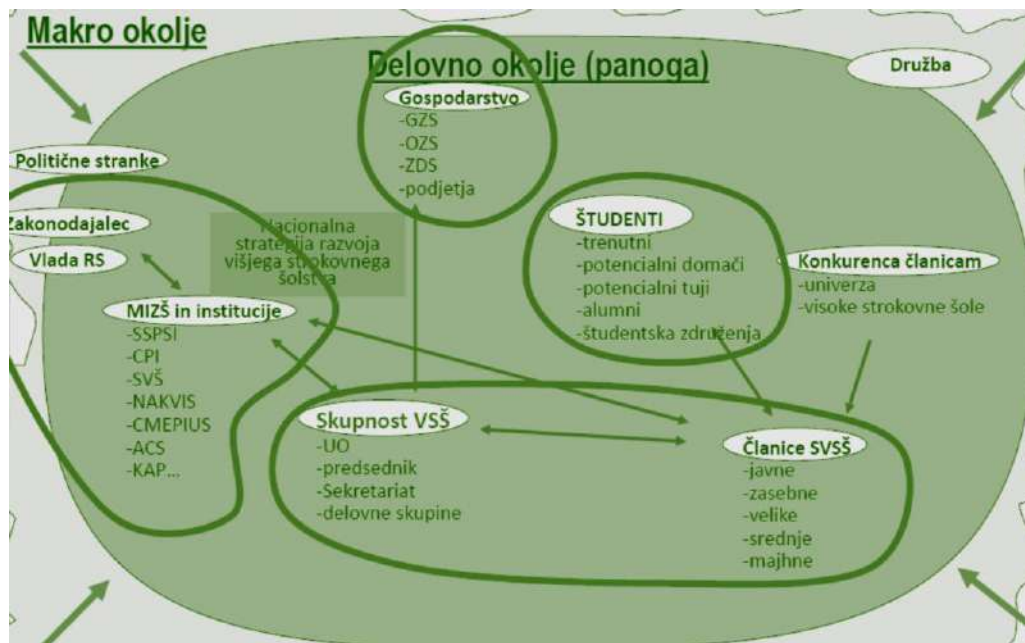 Makro okolje
Delovno okolje (panoga)
Družba
Gospodarstvo
-GZS
-OZS
-ZDS
-podjetja
Politične stranke
Zakonodajalec
Vlada RS
Nacionalna
strategija razvoja
višjega strokovnega
šolstva
ŠTUDENTI
-trenutni
-potencialni domači
-potencialni tuji
-alumni
-študentska združenja
Konkurenca članicam
-univerza
-visoke strokovne šole
MIZŠ in institucije
-SSPSI
-CPI
-SVŠ
-NAKVIS
-CMEPIUS
-ACS
-KAP...
Skupnost VSŠ
-UO
-predsednik
-Sekretariat
-delovne skupine
Članice SVSŠ
-javne
-zasebne
-velike
-srednje
-majhne